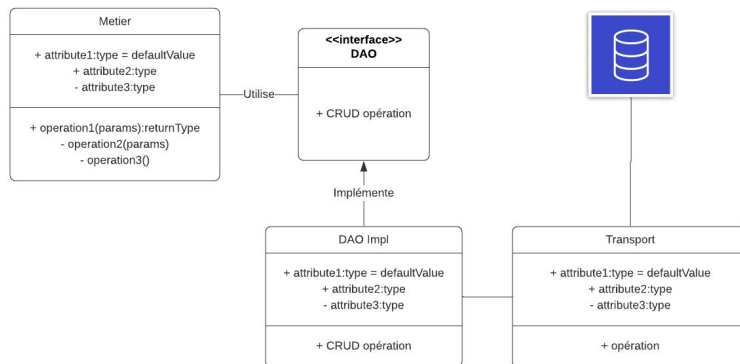 Metier
+ attribute1:type = defaultValue
+ attribute2:type
- attribute3:type
+ operation1(params):returnType
- operation2(params)
- operation3()
Utilise
<<interface>>
DAO
+ CRUD opération
Implémente
DAO Impl
+ attribute1:type = defaultValue
+ attribute2:type
- attribute3:type
+ CRUD opération
Transport
+ attribute1:type = defaultValue
+ attribute2:type
- attribute3:type
+ opération